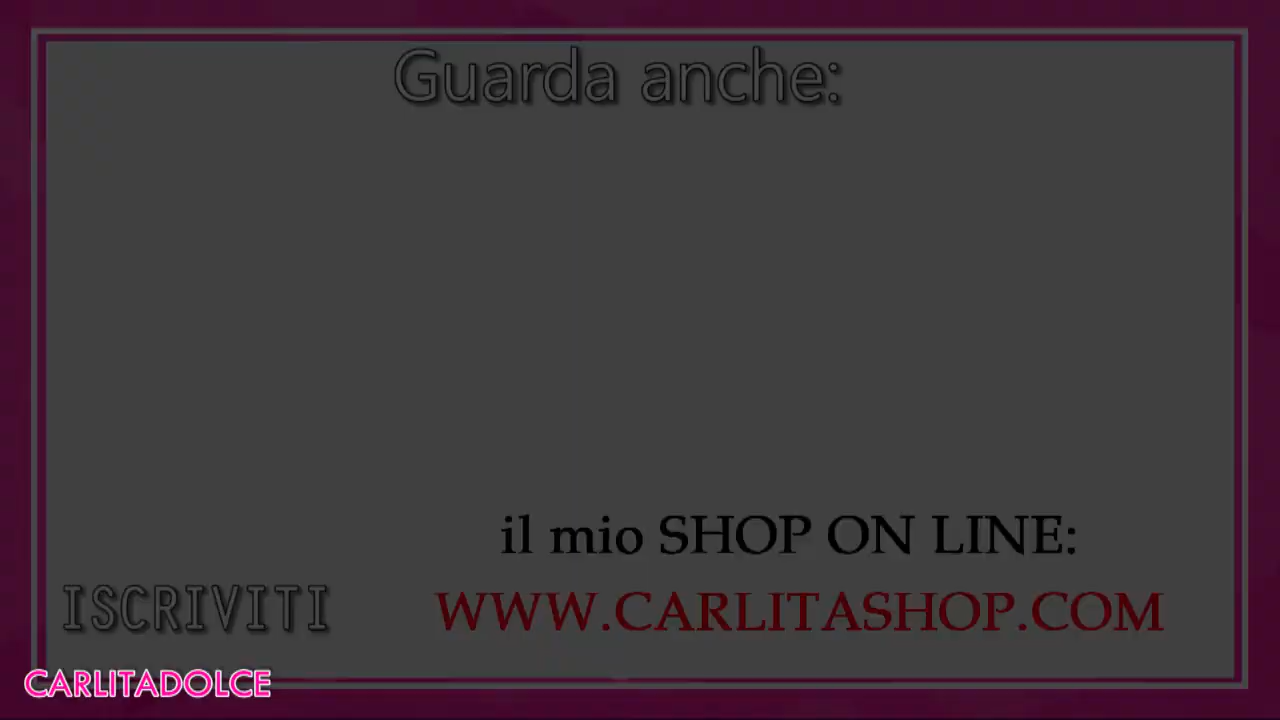 Guarda anche:
il mio SHOP ON LINE:
ISCRIVITI
WWW.CARLITASHOP.COM
CARLITADOLCE